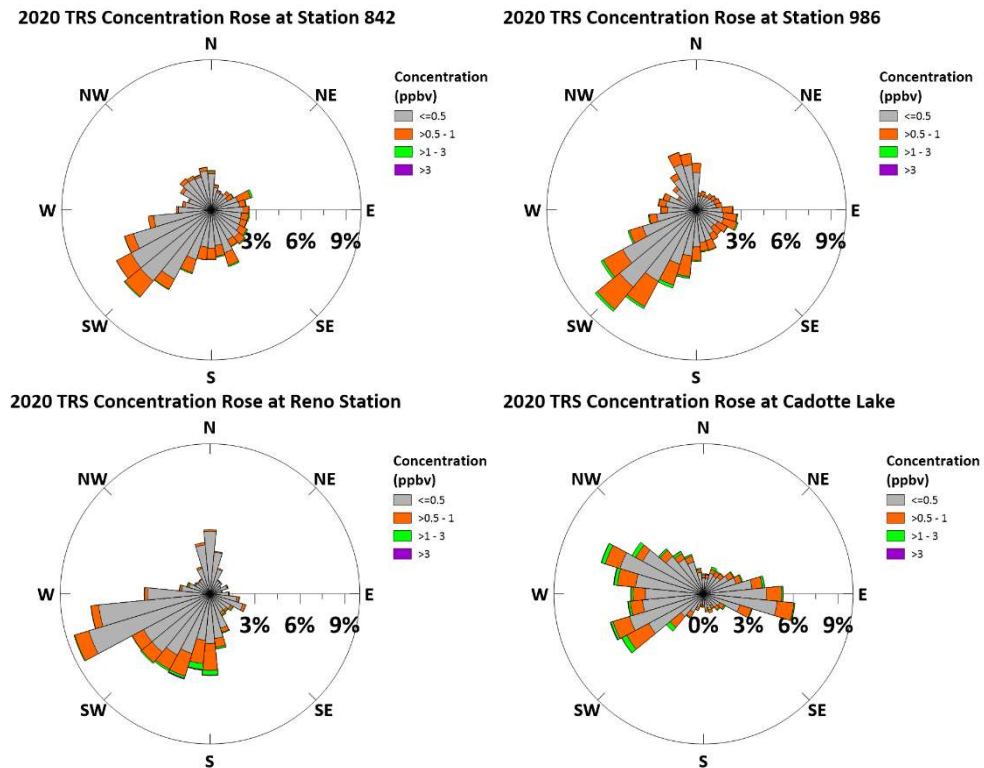 2020 TRS Concentration Rose at Station 842
N
NW
NE
W
E
3%
6%
9%
SW
SE
S
Concentration
(ppbv)
<=0.5
>0.5 - 1
>1 - 3
>3
2020 TRS Concentration Rose at Station 986
N
NW
NE
W
E
3%
6%
9%
SW
SE
S
Concentration
(ppbv)
<=0.5
>0.5 - 1
>1 - 3
>3
2020 TRS Concentration Rose at Reno Station
N
NW
NE
W
E
3%
6%
9%
SW
SE
S
Concentration
(ppbv)
<=0.5
>0.5 - 1
>1 - 3
>3
2020 TRS Concentration Rose at Cadotte Lake
N
NW
NE
W
E
0%
3%
6%
9%
SW
SE
S
Concentration
(ppbv)
<=0.5
>0.5 - 1
>1 - 3
>3